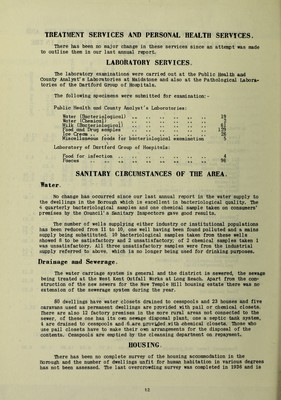 TREATMENT SERVICES AND PERSONAL HEALTH SERVICES.
There has been no major change in these services since an attempt was made
to outline them in our last annual report.
LABORATORY SERVICES.
The laboratory examinations were carried out at the Public Health and
County Analyst's Laboratories at Maidstone and also at the Pathological Labora-
tories of the Dartford Group of Hospitals.
The following specimens were submitted for examination:-
Public Health and County Analyst's Laboratories:
Water (Bacteriological) .. .. .. .. ..
Water (Chemical) .. .. .. .. ..
Milk (Bacteriological) .. .. .. .. ..
Food and Drug samples .. .. .. .. ..
Ice Cream .. .. .. .. ..
Miscellaneous foods for bacteriological examination
Laboratory of Dartford Group of Hospitals:
Food for infection .. .. .. .. .. 4
Faeces .. .. .. .. ..
SANITARY CIRCUMSTANCES OF THE AREA.
Water.
No change has occurred since our last annual report in the water supply to
the dwellings in the Borough which is excellent in bacteriological quality. The
4 quarterly bacteriological samples and one chemical sample taken on consumers'
premises by the Council's Sanitary Inspectors gave good results.
The number of wells supplying either industry or institutional populations
has been reduced from 11 to 10, one well having been found polluted and a mains
supply being substituted. 10 bacteriological samples taken from these wells
showed 8 to be satisfactory and 2 unsatisfactory; of 2 chemical samples taken 1
was unsatisfactory. All three unsatisfactory samples were from the industrial
supply referred to above, which is no longer being used for drinking purposes.
Drainage and Sewerage.
The water carriage system is general and the district is sewered, the sewage
being treated at the West Kent Outfall Works at Long Reach. Apart from the con-
struction of the new sewers for the New Temple Hill housing estate there was no
extension of the sewerage system during the year.
80 dwellings have water closets drained to cesspools and 23 houses and five
caravans used as permanent dwellings are provided with pail or chemical closets.
There are also 12 factory premises in the more rural areas not connected to the
sewer, of these one has its own sewage disposal plant, one a septic tank system,
4 are drained to cesspools and 6 are provided with chemical closets. Those who
use pail closets have to make their own arrangements for the disposal of the
contents. Cesspools are emptied by the cleansing department on repayment.
HOUSING.
There has been no complete survey of the housing accommodation in the
Borough and the number of dwellings unfit for human habitation in various degrees
has not been assessed. The last overcrowding survey was completed in 1936 and is